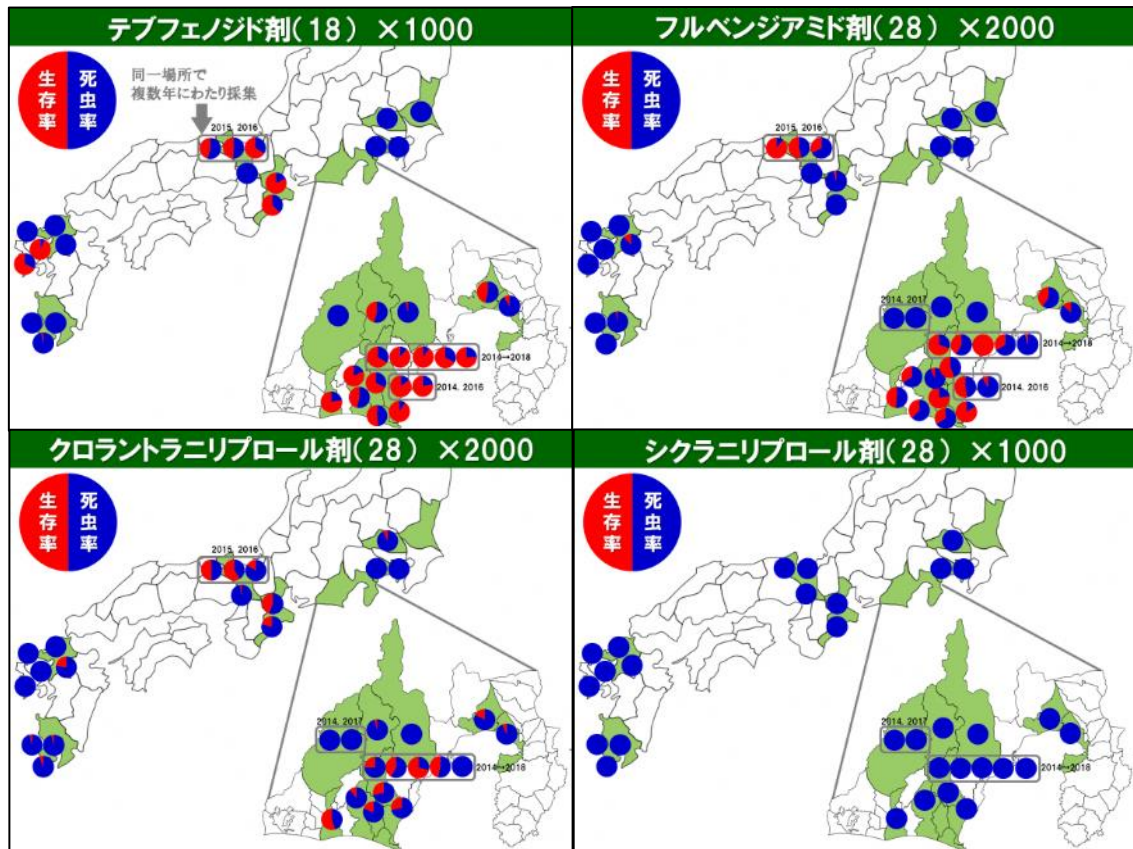 テブフェノジド剤(18) ×1000
生存率
死虫率
同一場所で
複数年にわたり採集
2015, 2016
2014→2018
2014, 2016
フルベンジアミド剤(28) ×2000
生存率
死虫率
2015, 2016
2014, 2017
2014→2018
2014, 2016
クロラントラニリプロール剤(28) ×2000
生存率
死虫率
2015, 2016
2014, 2017
2014→2018
シクラニリプロール剤(28) ×1000
生存率
死虫率
2014, 2017
2014→2018